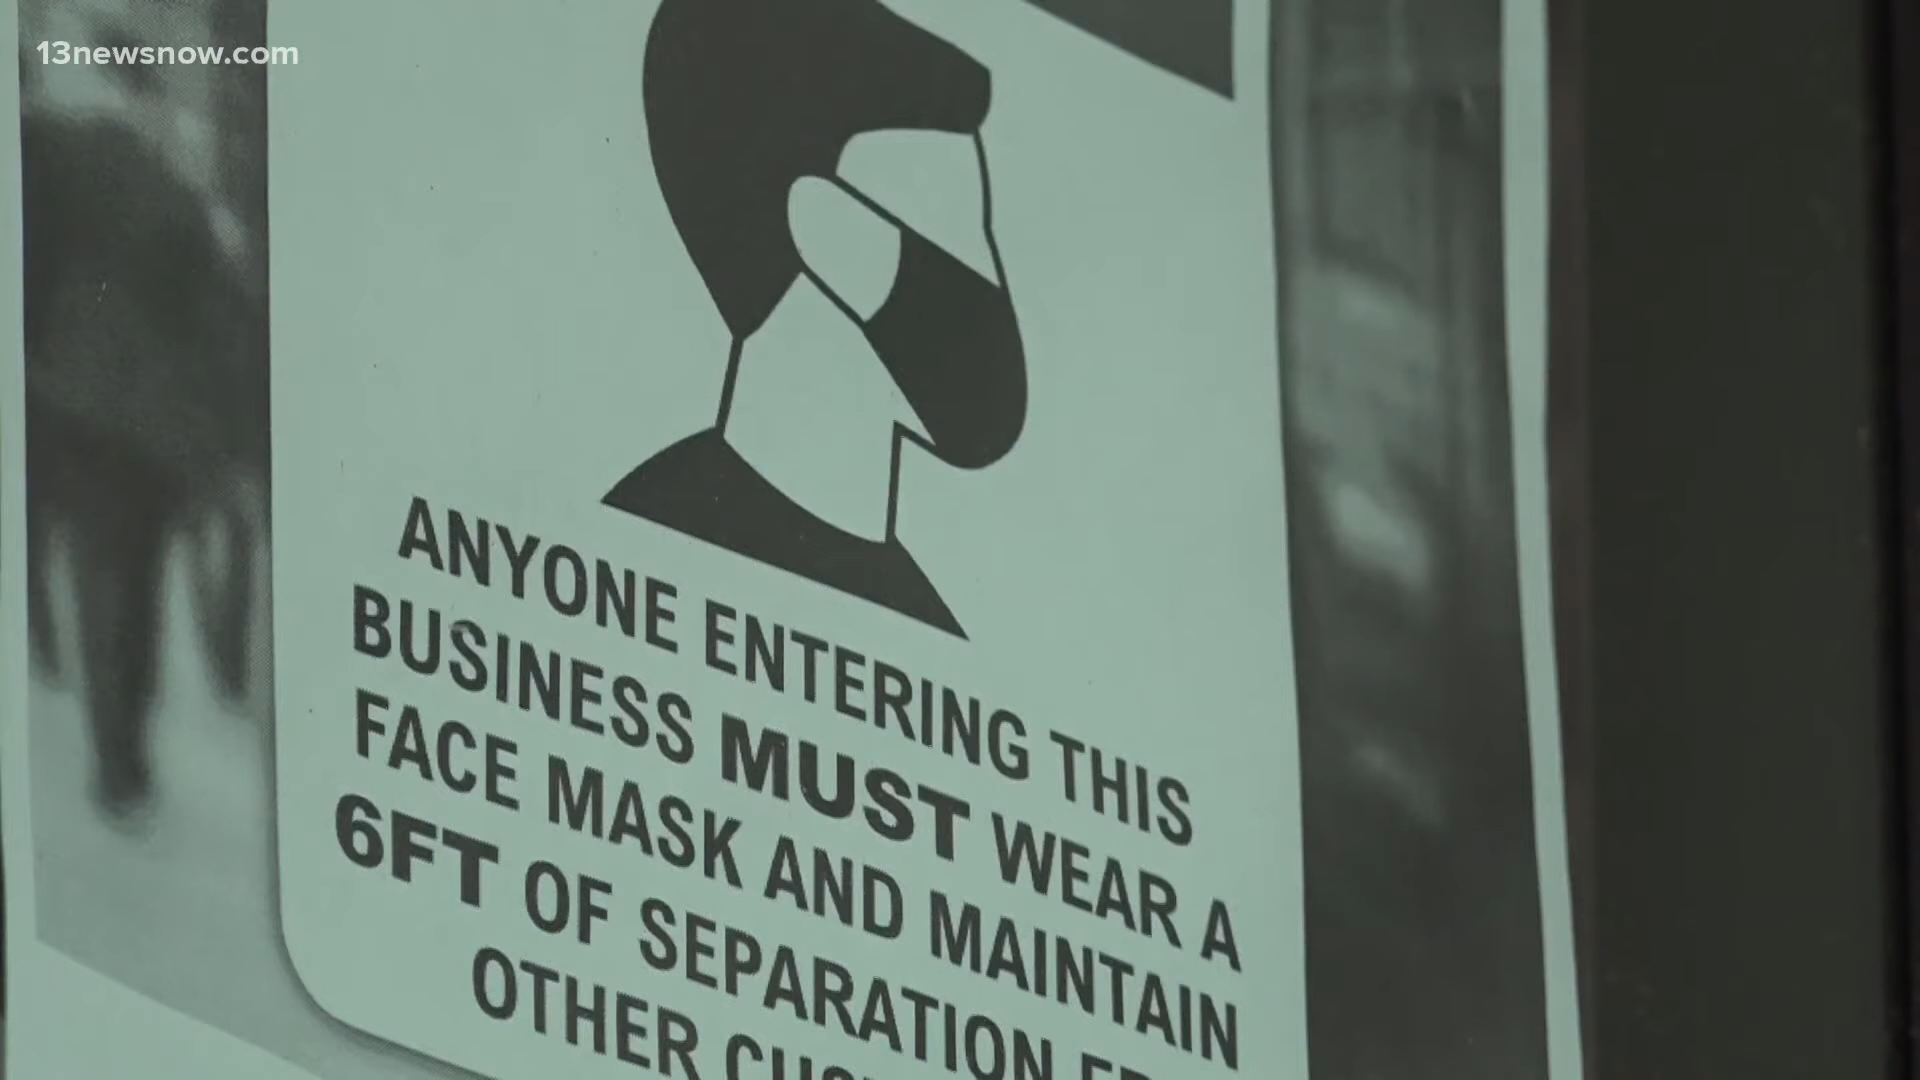 13newsnow.com
ANYONE ENTERING THIS
BUSINESS MUST WEAR A
FACE MASK AND MAINTAIN
6FT OF SEPARATION
OTHER